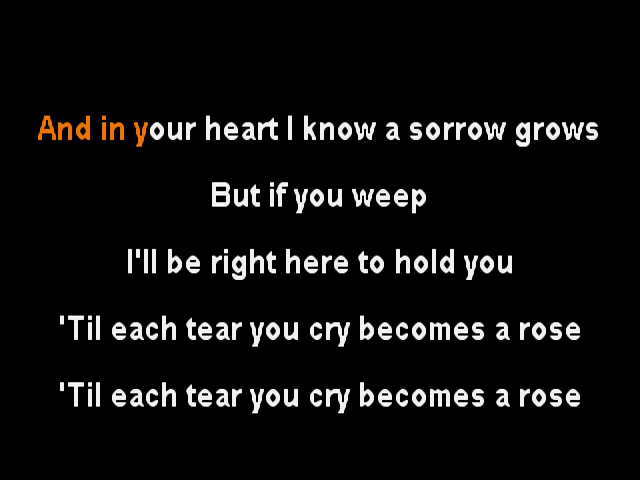 And in your heart I know a sorrow grows
But if you weep
I'll be right here to hold you
'Til each tear you cry becomes a rose
'Til each tear you cry becomes a rose